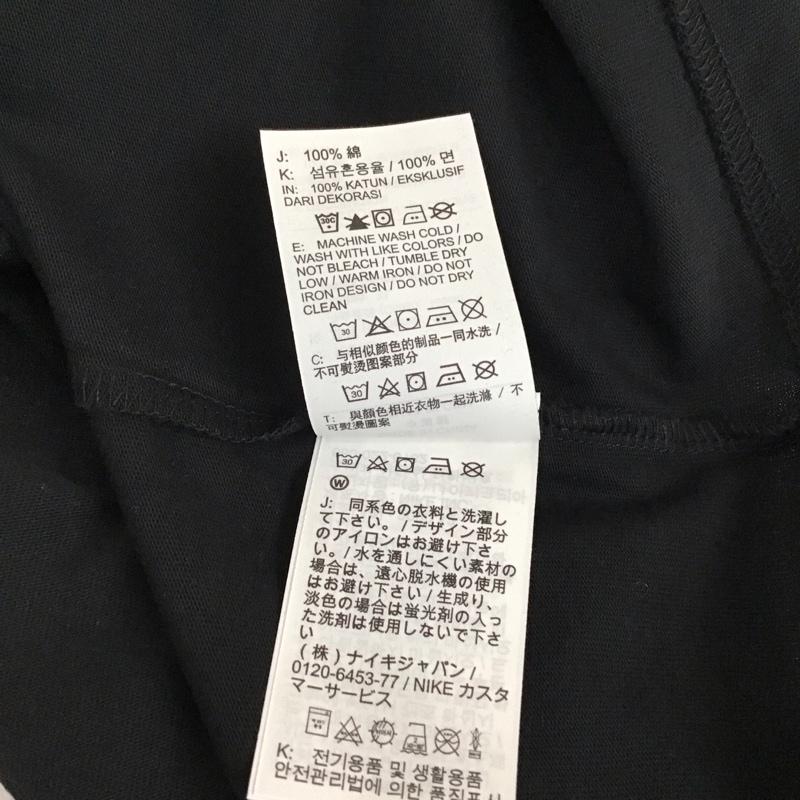 J: 100% 綿
K: 섬유혼용율 / 100% 면
IN: 100% KATUN / EKSKLUSIF
DARI DEKORASI
30C
E: MACHINE WASH COLD /
WASH WITH LIKE COLORS / DO
NOT BLEACH / TUMBLE DRY
LOW / WARM IRON / DO NOT
IRON DESIGN / DO NOT DRY
CLEAN
30
C: 与相似颜色的制品一同水洗 /
不可熨烫图案部分
30
T: 與顏色相近衣物一起洗滌 / 不
可熨燙圖案
30
W
J: 同系色の衣料と洗濯し
て下さい。 / デザイン部分
のアイロンはお避け下さ
い。/ 水を通しにくい素材の
場合は、遠心脱水機の使用
はお避け下さい / 生成り、
淡色の場合は蛍光剤の入っ
た洗剤は使用しないで下さ
い
(株) ナイキジャパン /
0120-6453-77 / NIKE カスタ
マーサービス
K: 전기용품 및 생활용품
안전관리법에 의한 품질표시